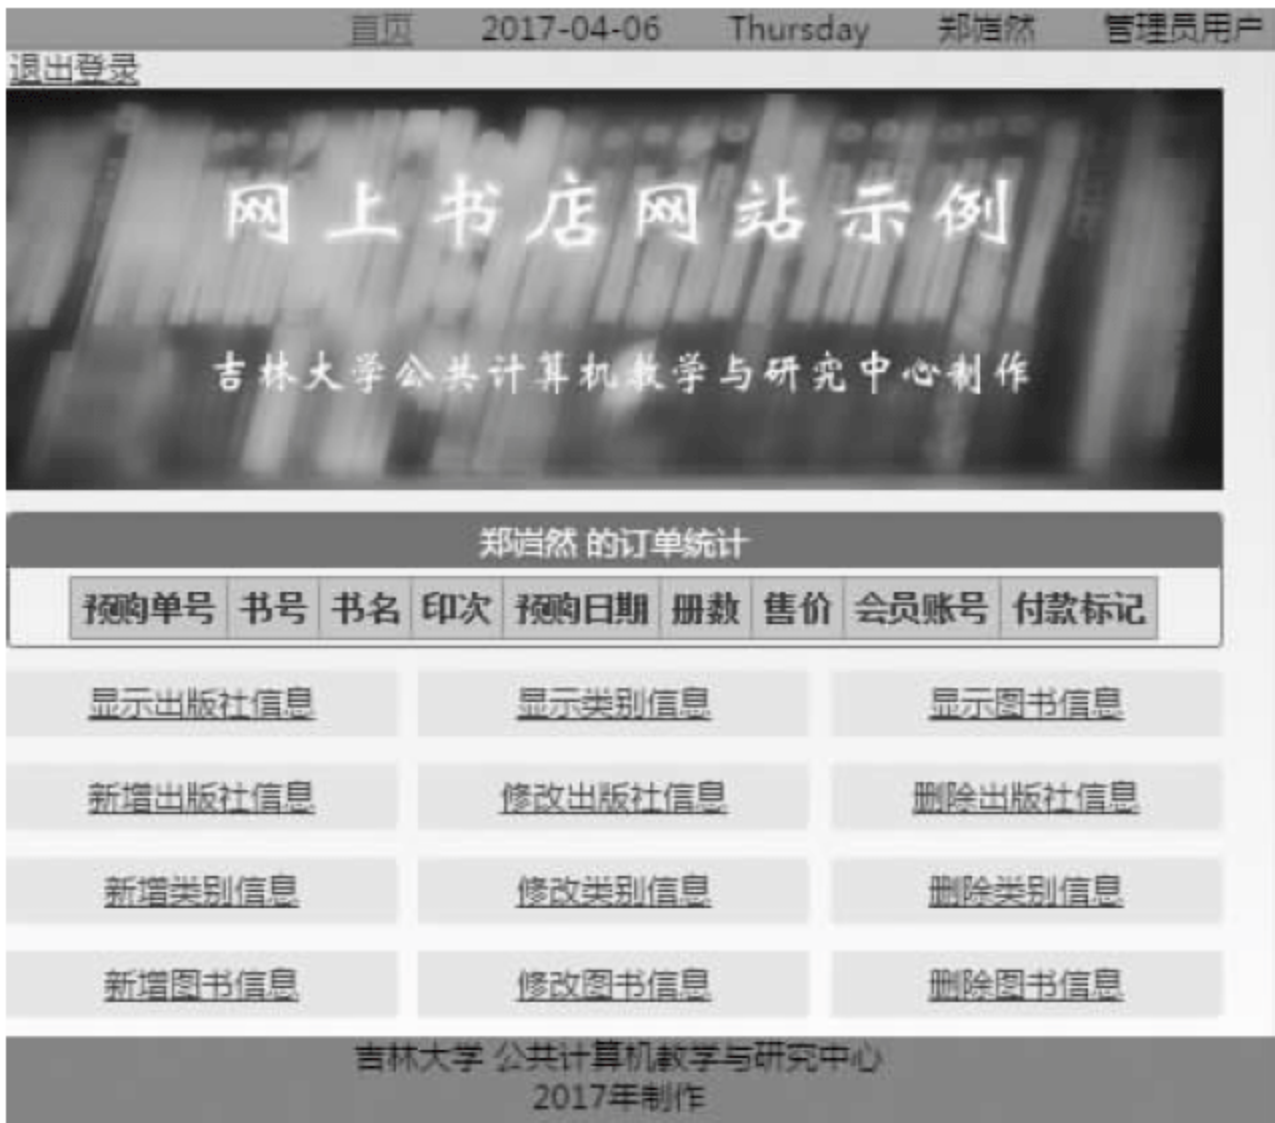 首页 2017-04-06 Thursday 郑岿然 管理员用户
退出登录
网上书店网站示例
吉林大学公共计算机教学与研究中心制作
郑岿然 的订单统计
预购单号 书号 书名 印次 预购日期 册数 售价 会员账号 付款标记
显示出版社信息 显示类别信息 显示图书信息
新增出版社信息 修改出版社信息 删除出版社信息
新增类别信息 修改类别信息 删除类别信息
新增图书信息 修改图书信息 删除图书信息
吉林大学 公共计算机教学与研究中心
2017年制作